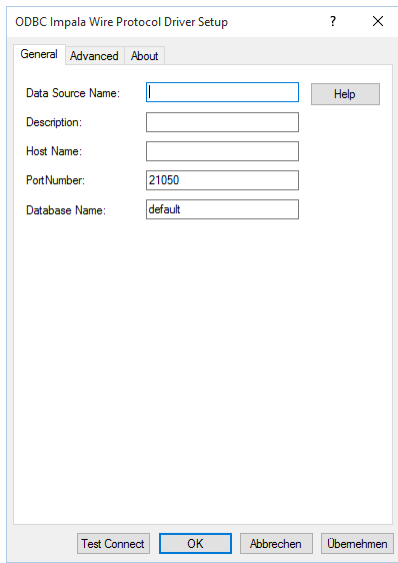 ODBC Impala Wire Protocol Driver Setup ?
General Advanced About
Data Source Name: Help
Description:
Host Name:
PortNumber: 21050
Database Name: default
Test Connect OK Abbrechen Übernehmen